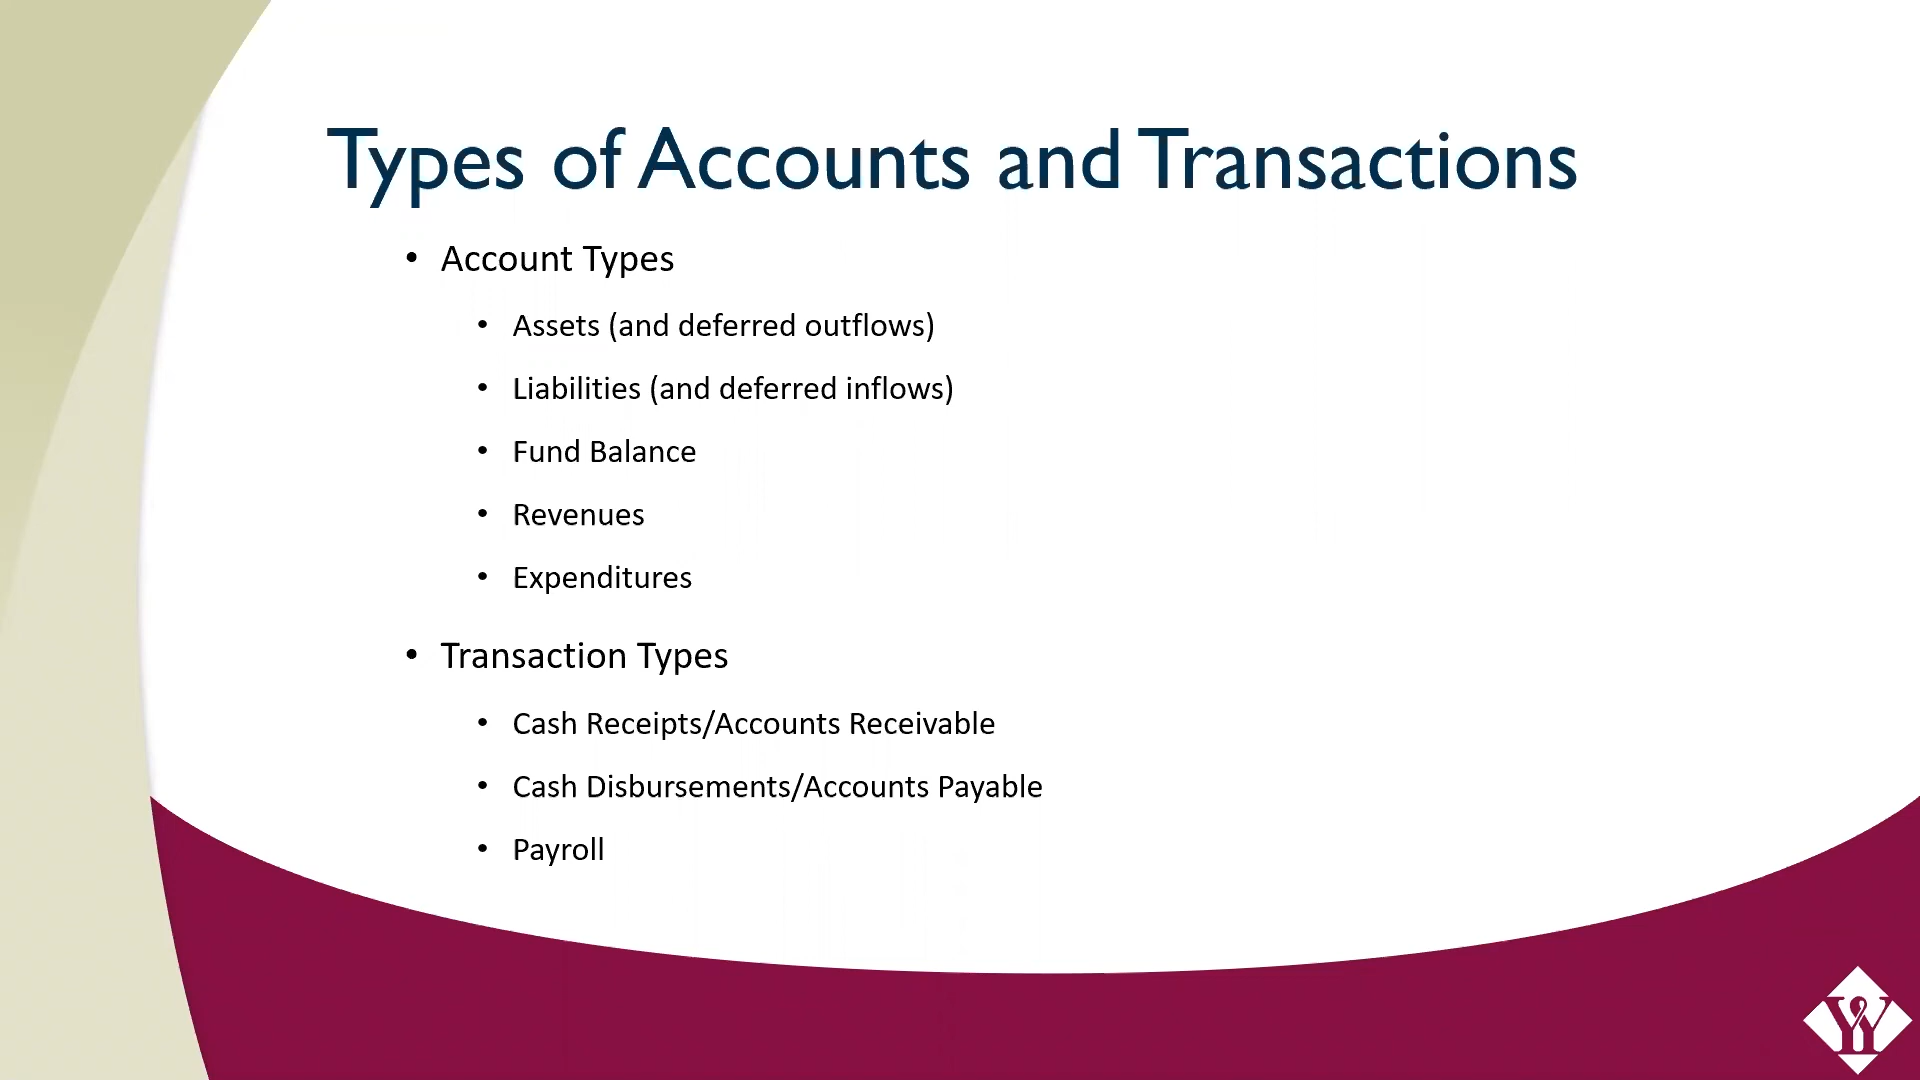 Types of Accounts and Transactions
• Account Types
• Assets (and deferred outflows)
• Liabilities (and deferred inflows)
• Fund Balance
• Revenues
• Expenditures
• Transaction Types
• Cash Receipts/Accounts Receivable
• Cash Disbursements/Accounts Payable
• Payroll